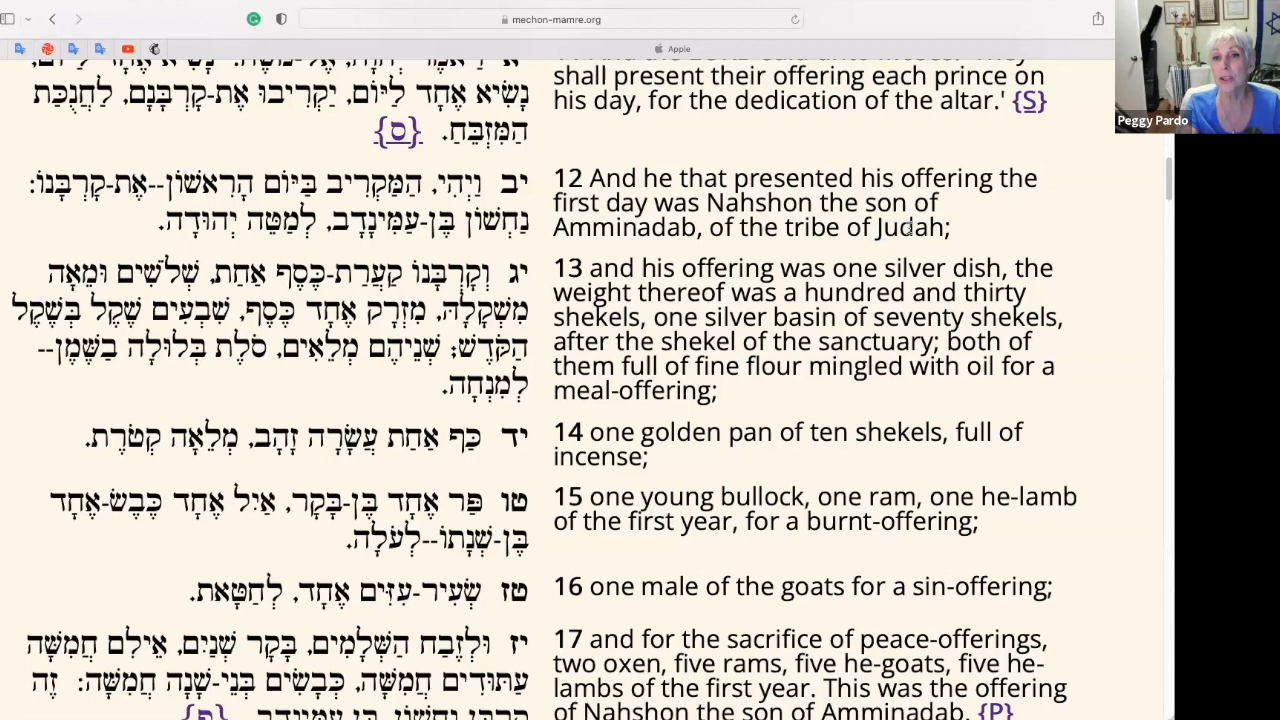 mechon-mamre.org
Apple
Peggy Pardo
נָשִׂיא אֶחָד לַיּוֹם, יַקְרִיבוּ אֶת-קָרְבָּנָם, לַחֲנֻכַּת
הַמִּזְבֵּחַ. {ס}
shall present their offering each prince on
his day, for the dedication of the altar.' {S}
יב וַיְהִי, הַמַּקְרִיב בַּיּוֹם הָרִאשׁוֹן--אֶת-קָרְבָּנוֹ:
נַחְשׁוֹן בֶּן-עַמִּינָדָב, לְמַטֵּה יְהוּדָה.
12 And he that presented his offering the
first day was Nahshon the son of
Amminadab, of the tribe of Judah;
יג וְקָרְבָּנוֹ קַעֲרַת-כֶּסֶף אַחַת, שְׁלֹשִׁים וּמֵאָה
מִשְׁקָלָהּ, מִזְרָק אֶחָד כֶּסֶף, שִׁבְעִים שֶׁקֶל בְּשֶׁקֶל
הַקֹּדֶשׁ; שְׁנֵיהֶם מְלֵאִים, סֹלֶת בְּלוּלָה בַשֶּׁמֶן--
לְמִנְחָה.
13 and his offering was one silver dish, the
weight thereof was a hundred and thirty
shekels, one silver basin of seventy shekels,
after the shekel of the sanctuary; both of
them full of fine flour mingled with oil for a
meal-offering;
יד כַּף אַחַת עֲשָׂרָה זָהָב, מְלֵאָה קְטֹרֶת.
14 one golden pan of ten shekels, full of
incense;
טו פַּר אֶחָד בֶּן-בָּקָר, אַיִל אֶחָד כֶּבֶשׂ-אֶחָד
בֶּן-שְׁנָתוֹ--לְעֹלָה.
15 one young bullock, one ram, one he-lamb
of the first year, for a burnt-offering;
טז שְׂעִיר-עִזִּים אֶחָד, לְחַטָּאת.
16 one male of the goats for a sin-offering;
יז וּלְזֶבַח הַשְּׁלָמִים, בָּקָר שְׁנַיִם, אֵילִם חֲמִשָּׁה
עַתּוּדִים חֲמִשָּׁה, כְּבָשִׂים בְּנֵי-שָׁנָה חֲמִשָּׁה: זֶה
קָרְבַּן נַחְשׁוֹן, בֶּן-עַמִּינָדָב. {פ}
17 and for the sacrifice of peace-offerings,
two oxen, five rams, five he-goats, five he-
lambs of the first year. This was the offering
of Nahshon the son of Amminadab. {P}